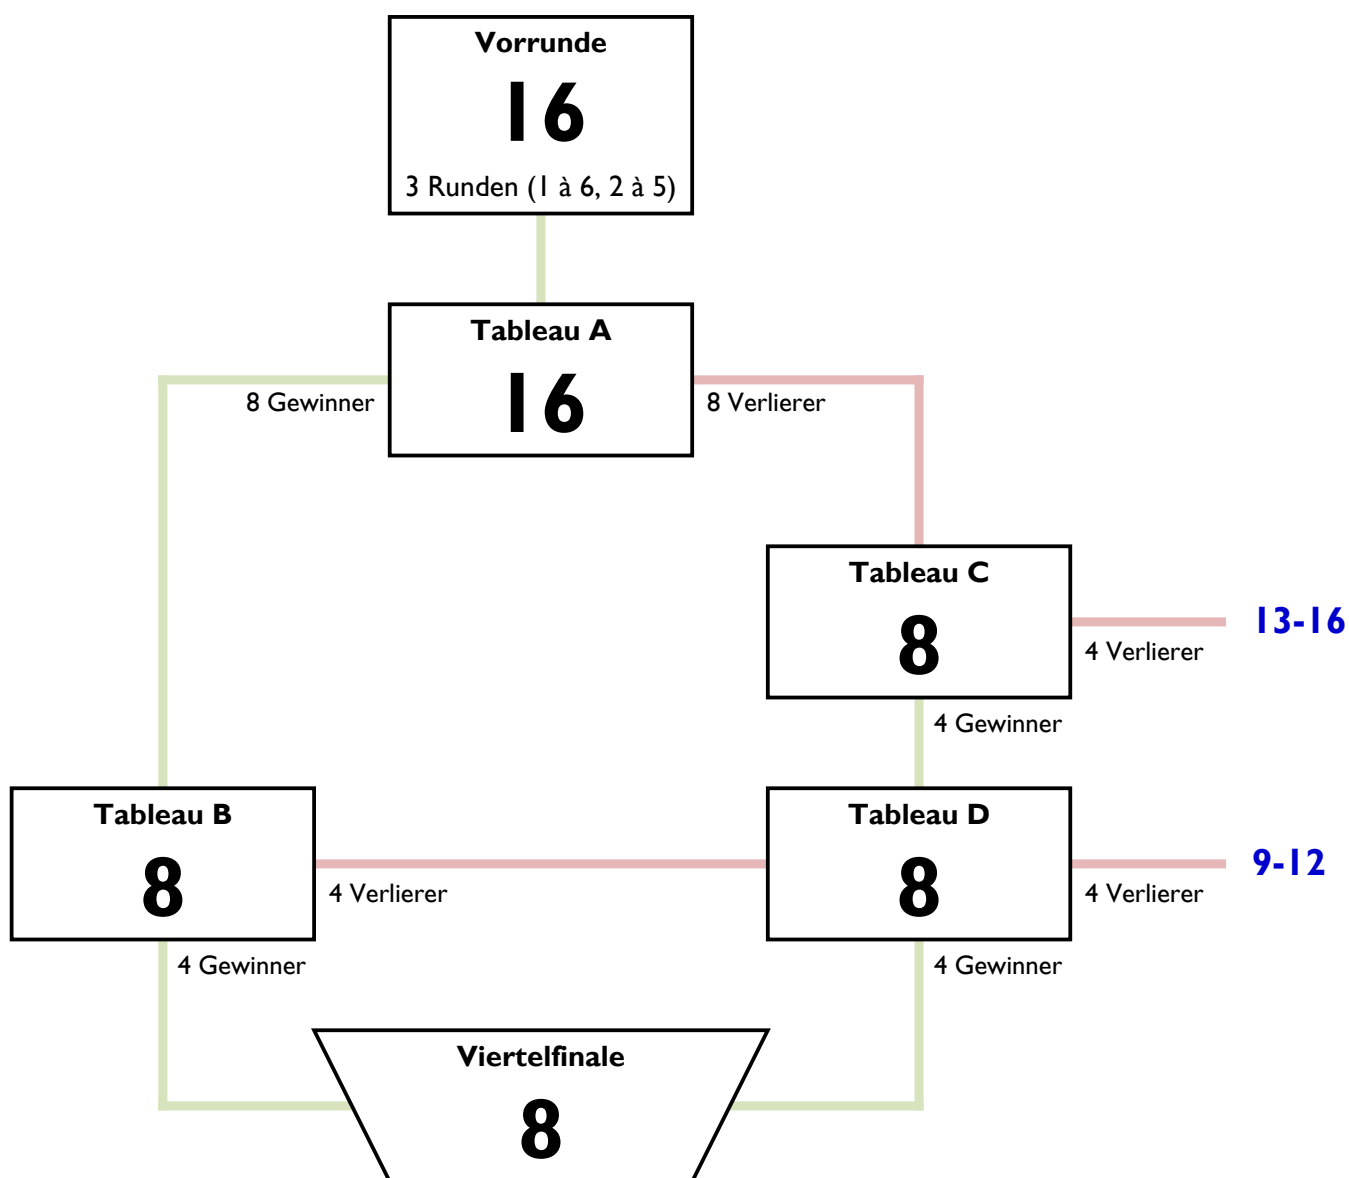 Vorrunde
16
3 Runden (1 à 6, 2 à 5)
Tableau A
16
8 Gewinner
8 Verlierer
Tableau C
8
13-16
4 Verlierer
4 Gewinner
Tableau B
8
4 Verlierer
Tableau D
8
9-12
4 Verlierer
4 Gewinner
4 Gewinner
Viertelfinale
8